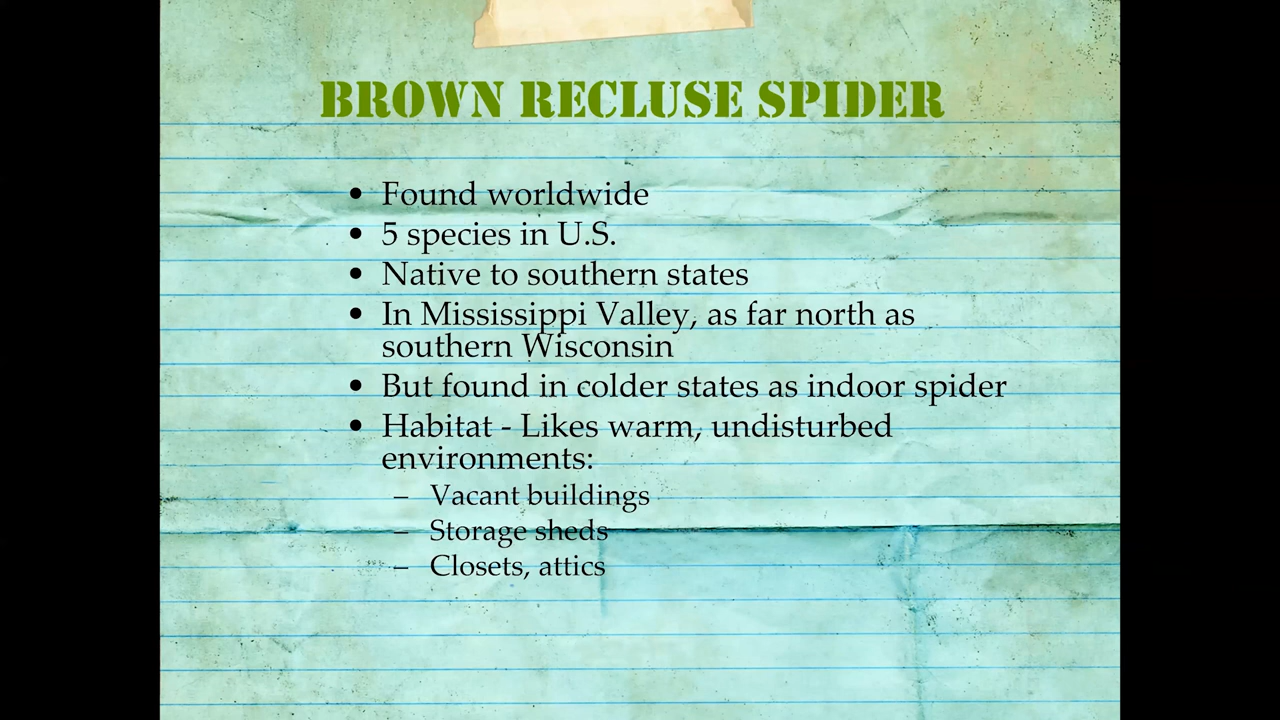 BROWN RECLUSE SPIDER
• Found worldwide
• 5 species in U.S.
• Native to southern states
• In Mississippi Valley, as far north as
southern Wisconsin
• But found in colder states as indoor spider
• Habitat - Likes warm, undisturbed
environments:
– Vacant buildings
– Storage sheds
– Closets, attics